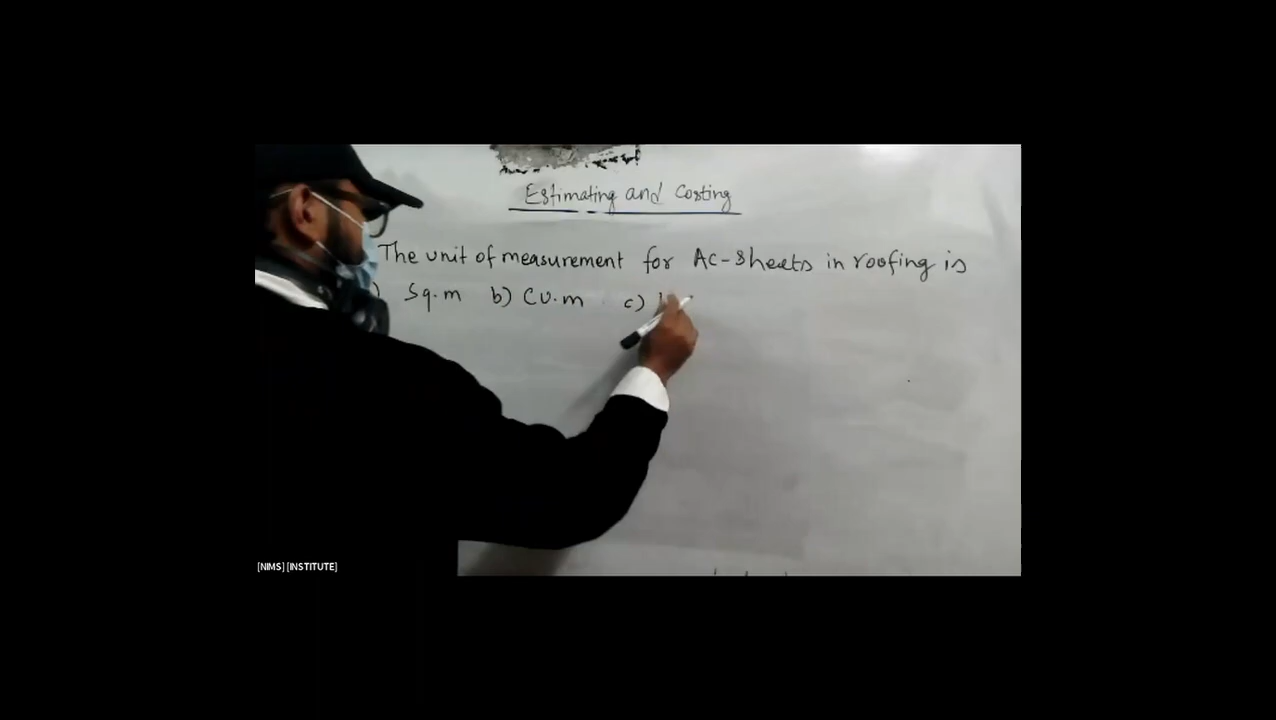 Estimating and Costing
The unit of measurement for AC-Sheets in roofing is
) Sq.m b) CU.m c)
[NIMS] [INSTITUTE]